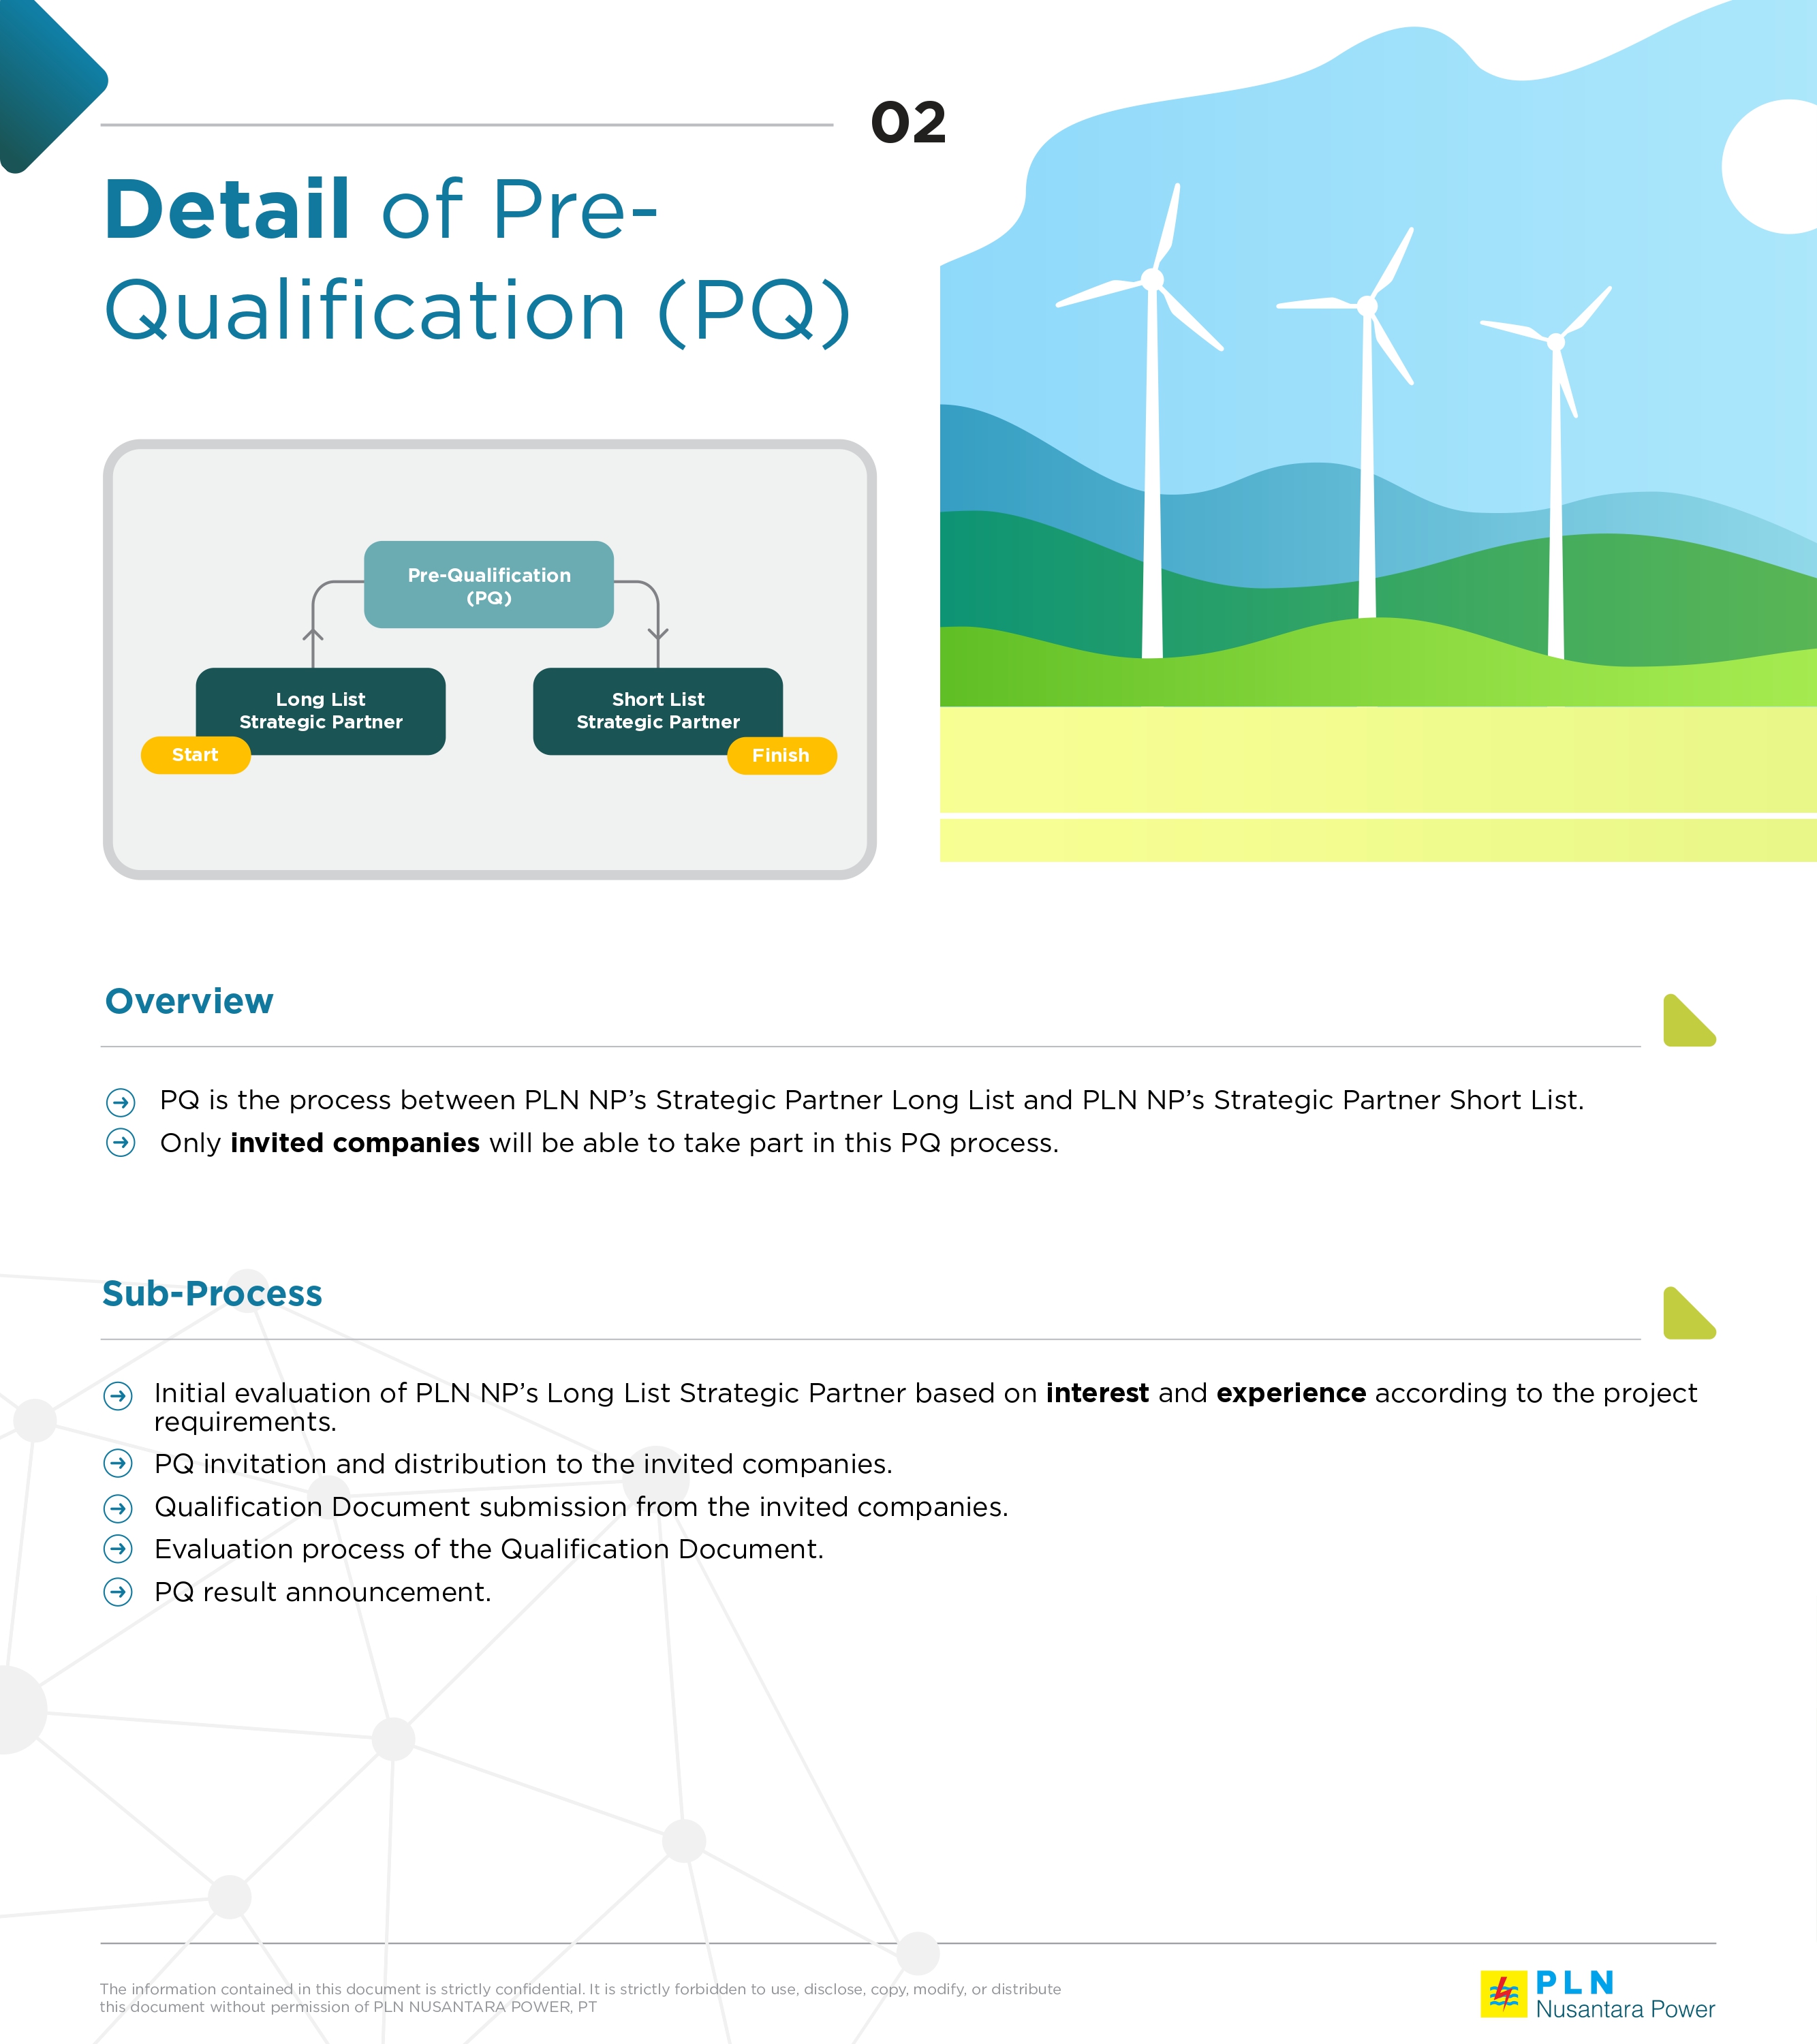 02
Detail of Pre-
Qualification (PQ)
Pre-Qualification
(PQ)
Long List
Strategic Partner
Start
Short List
Strategic Partner
Finish
Overview
PQ is the process between PLN NP’s Strategic Partner Long List and PLN NP’s Strategic Partner Short List.
Only invited companies will be able to take part in this PQ process.
Sub-Process
Initial evaluation of PLN NP’s Long List Strategic Partner based on interest and experience according to the project
requirements.
PQ invitation and distribution to the invited companies.
Qualification Document submission from the invited companies.
Evaluation process of the Qualification Document.
PQ result announcement.
The information contained in this document is strictly confidential. It is strictly forbidden to use, disclose, copy, modify, or distribute
this document without permission of PLN NUSANTARA POWER, PT
PLN
Nusantara Power